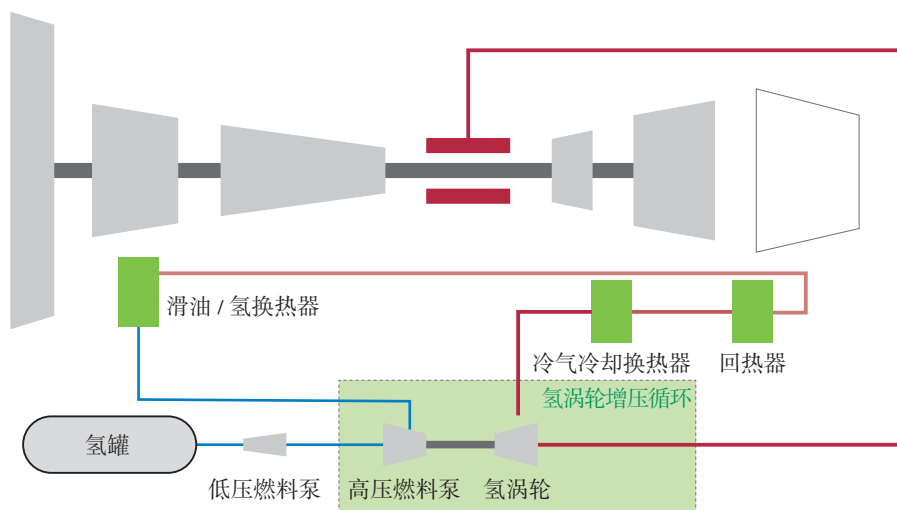 滑油 / 氢换热器
冷气冷却换热器
回热器
氢涡轮增压循环
氢罐
低压燃料泵
高压燃料泵
氢涡轮